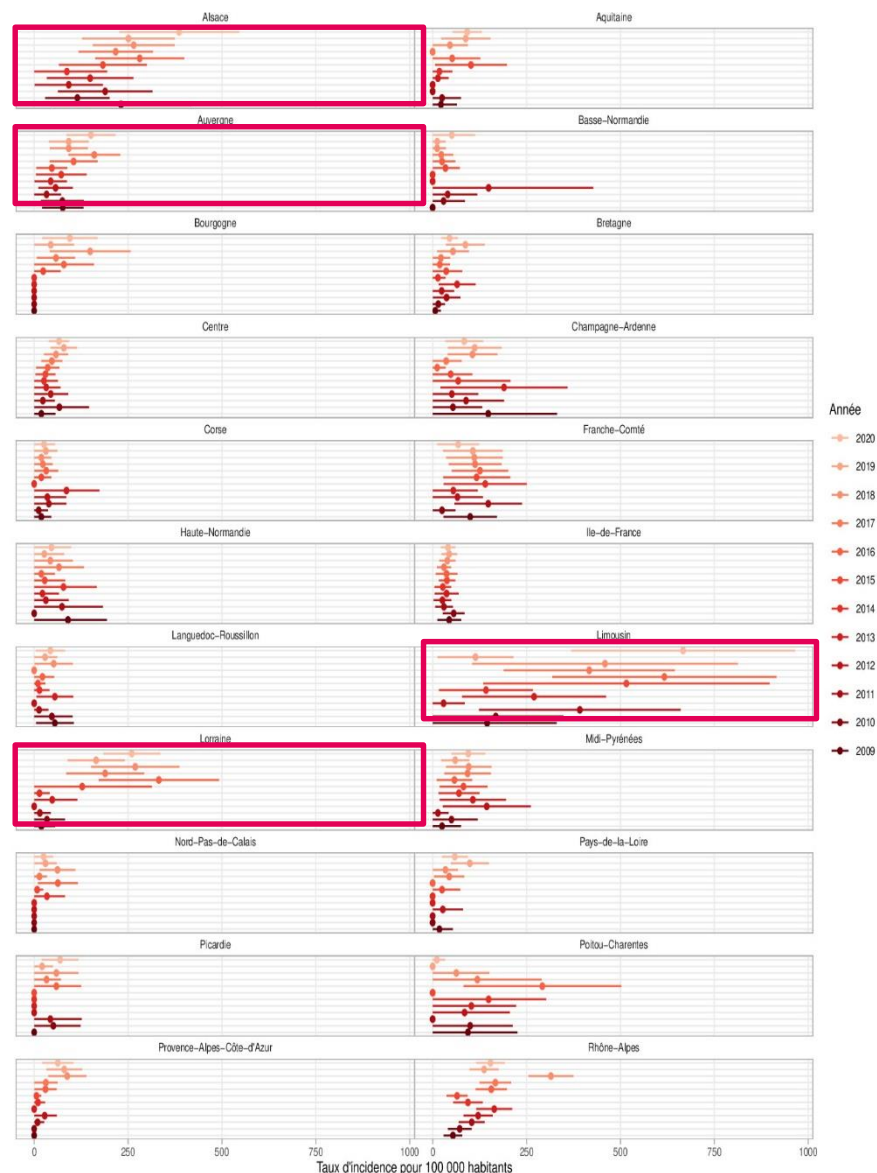 Alsace
Aquitaine
Auvergne
Basse-Normandie
Bourgogne
Bretagne
Centre
Champagne-Ardenne
Corse
Franche-Comté
Haute-Normandie
Ile-de-France
Languedoc-Roussillon
Limousin
Lorraine
Midi-Pyrénées
Nord-Pas-de-Calais
Pays-de-la-Loire
Picardie
Poitou-Charentes
Provence-Alpes-Côte-d'Azur
Rhône-Alpes
0 250 500 750 1000 0 250 500 750 1000
Taux d'incidence pour 100 000 habitants
Année
2020
2019
2018
2017
2016
2015
2014
2013
2012
2011
2010
2009